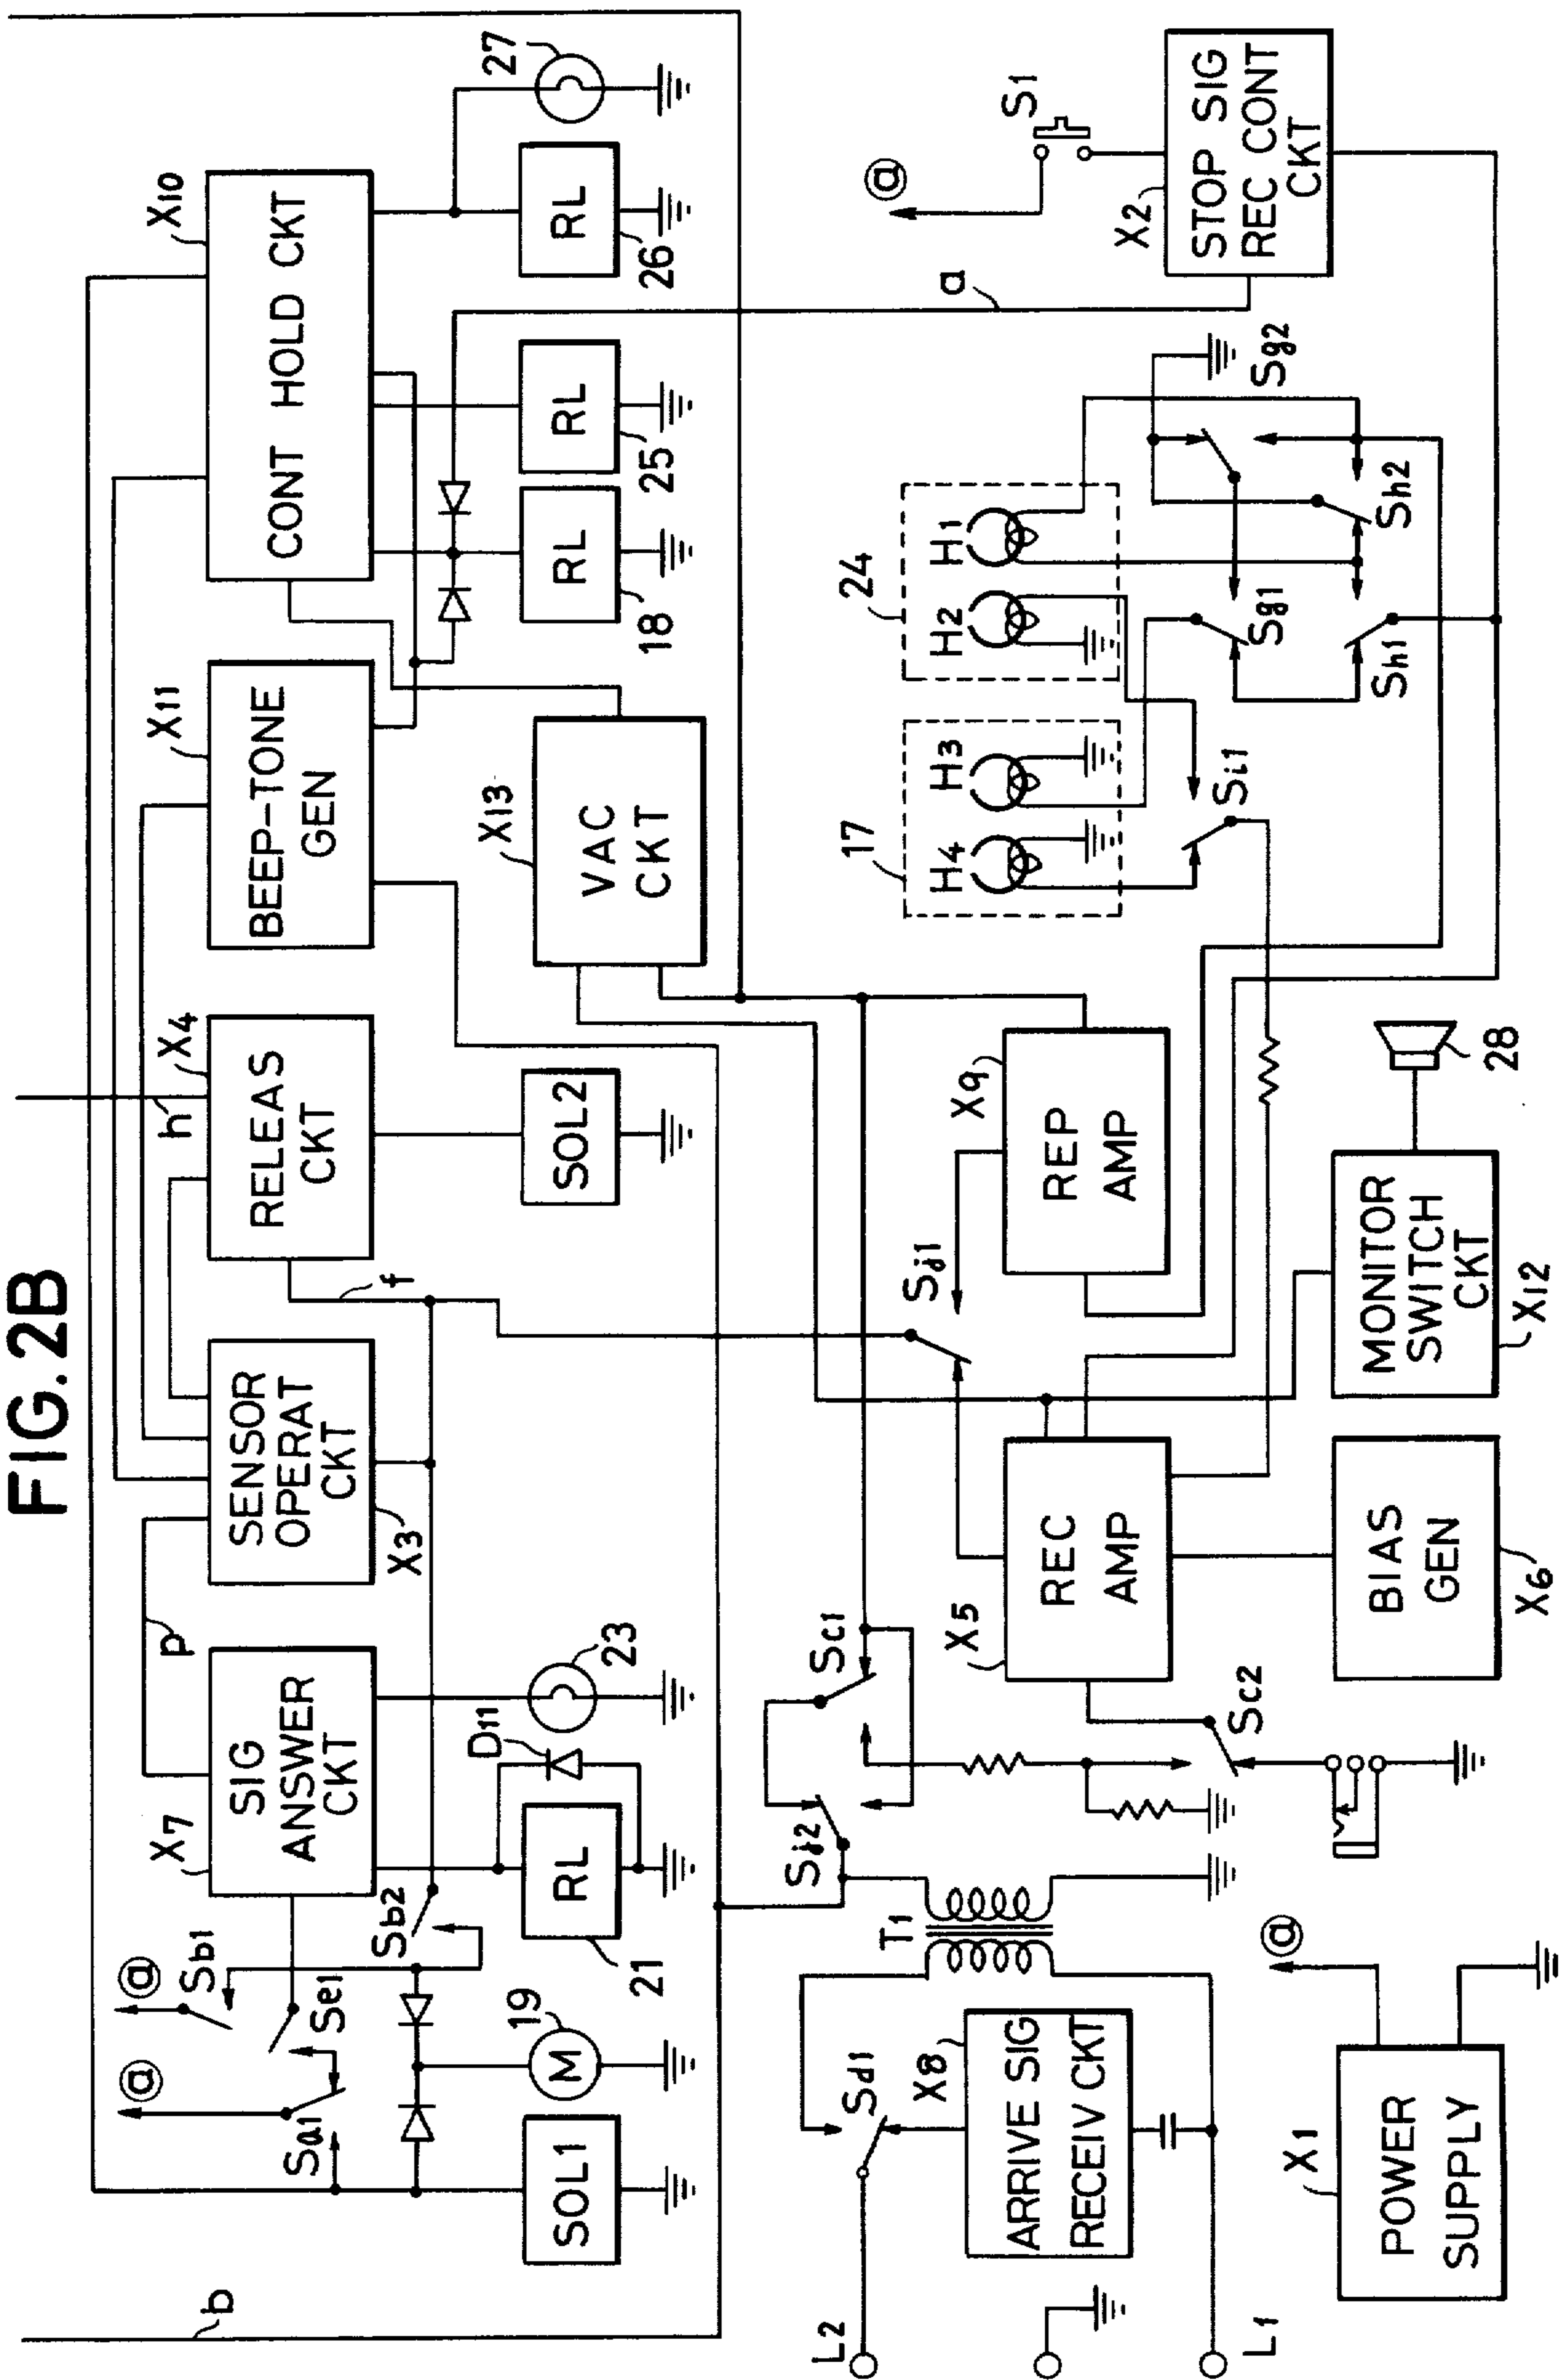 FIG. 2B
b
ⓐ
ⓐ
Sa1
Sb1
Se1
Sb2
SOL1
19
M
X7
SIG
ANSWER
CKT
p
RL
21
D11
23
SENSOR
OPERAT
CKT
X3
f
h
X4
RELEAS
CKT
SOL2
X11
BEEP-TONE
GEN
X13
VAC
CKT
X10
CONT HOLD CKT
RL
18
RL
25
RL
26
27
a
L2
L1
Sd1
X8
ARRIVE SIG
RECEIV CKT
T1
Sj2
Sc1
Sc2
X1
POWER
SUPPLY
ⓐ
X5
REC
AMP
BIAS
GEN
X6
Sj1
X9
REP
AMP
MONITOR
SWITCH
CKT
X12
28
17
H4
H3
24
H2
H1
Si1
Sg1
Sh1
Sg2
Sh2
ⓐ
S1
X2
STOP SIG
REC CONT
CKT